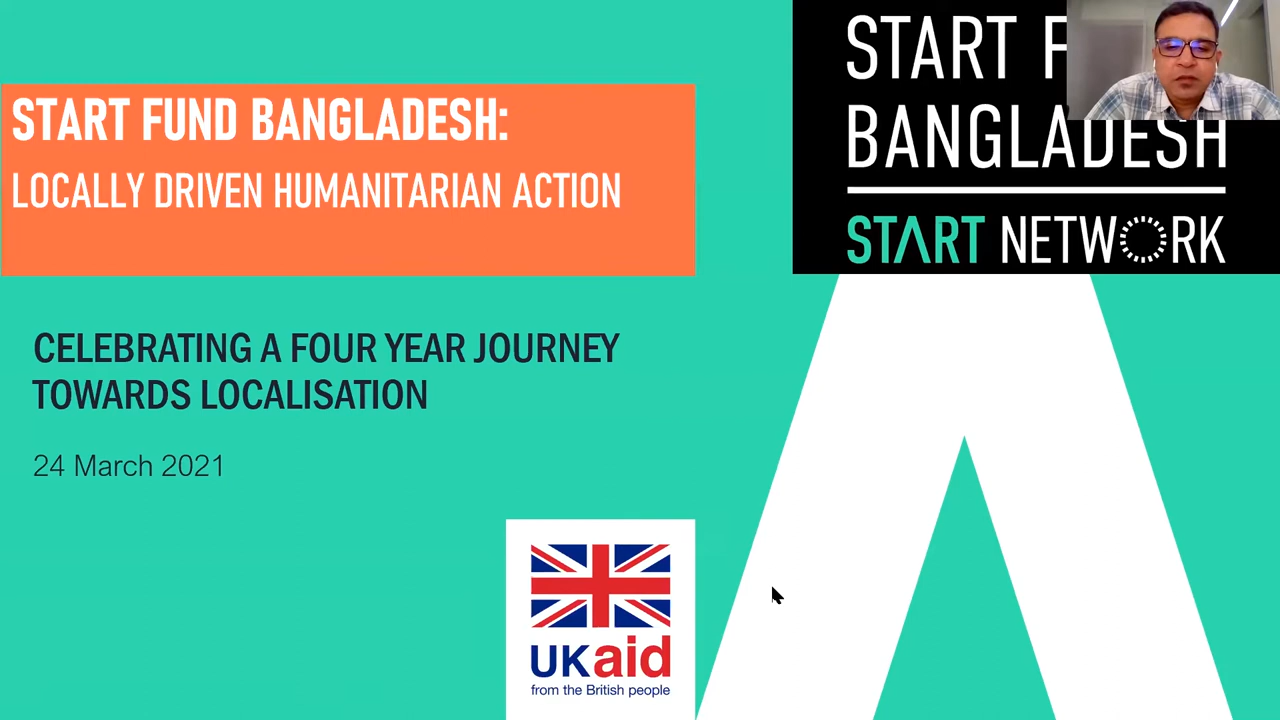 START FUND BANGLADESH:
LOCALLY DRIVEN HUMANITARIAN ACTION
CELEBRATING A FOUR YEAR JOURNEY
TOWARDS LOCALISATION
24 March 2021
START F
BANGLADESH
START NETWORK
UKaid
from the British people